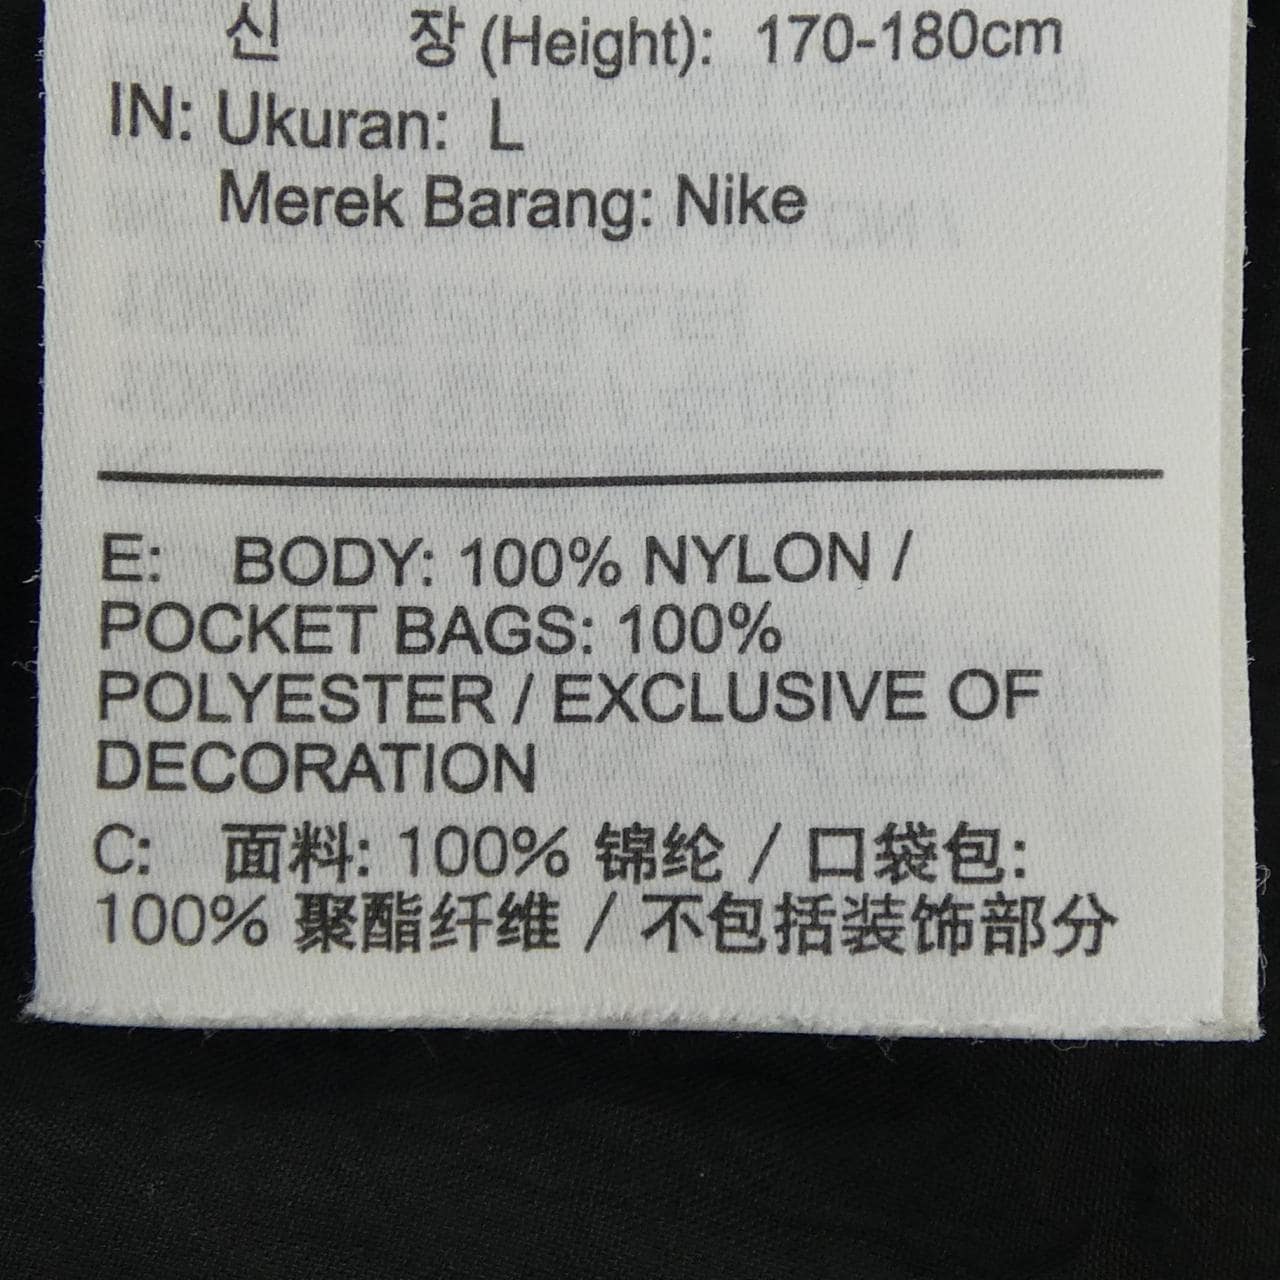 신 장 (Height): 170-180cm
IN: Ukuran: L
Merek Barang: Nike
E: BODY: 100% NYLON /
POCKET BAGS: 100%
POLYESTER / EXCLUSIVE OF
DECORATION
C: 面料: 100% 锦纶 / 口袋包:
100% 聚酯纤维 / 不包括装饰部分